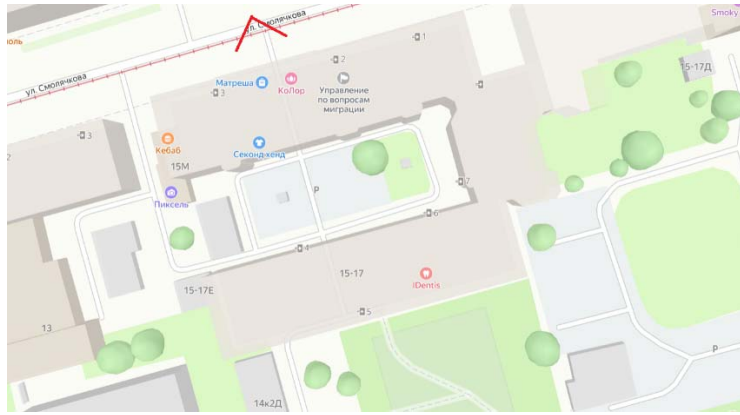 Smoky
ул. Смолячкова
1
2
15-17Д
Матреша
КоЛор
Управление
по вопросам
миграции
ул. Смолячкова
3
3
Кебаб
Секонд-хенд
15М
2
7
P
Пиксель
6
4
15-17
iDentis
15-17Е
5
13
P
14к2Д